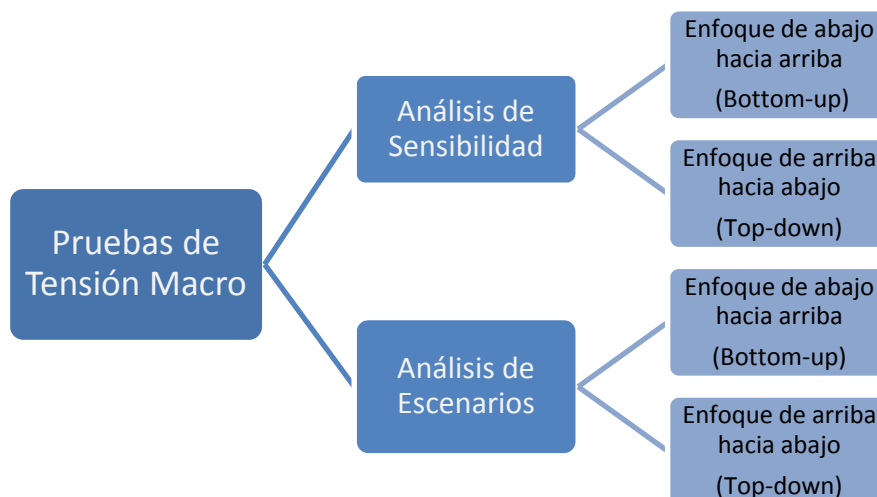 Pruebas de
Tensión Macro
Análisis de
Sensibilidad
Enfoque de abajo
hacia arriba
(Bottom-up)
Enfoque de arriba
hacia abajo
(Top-down)
Análisis de
Escenarios
Enfoque de abajo
hacia arriba
(Bottom-up)
Enfoque de arriba
hacia abajo
(Top-down)